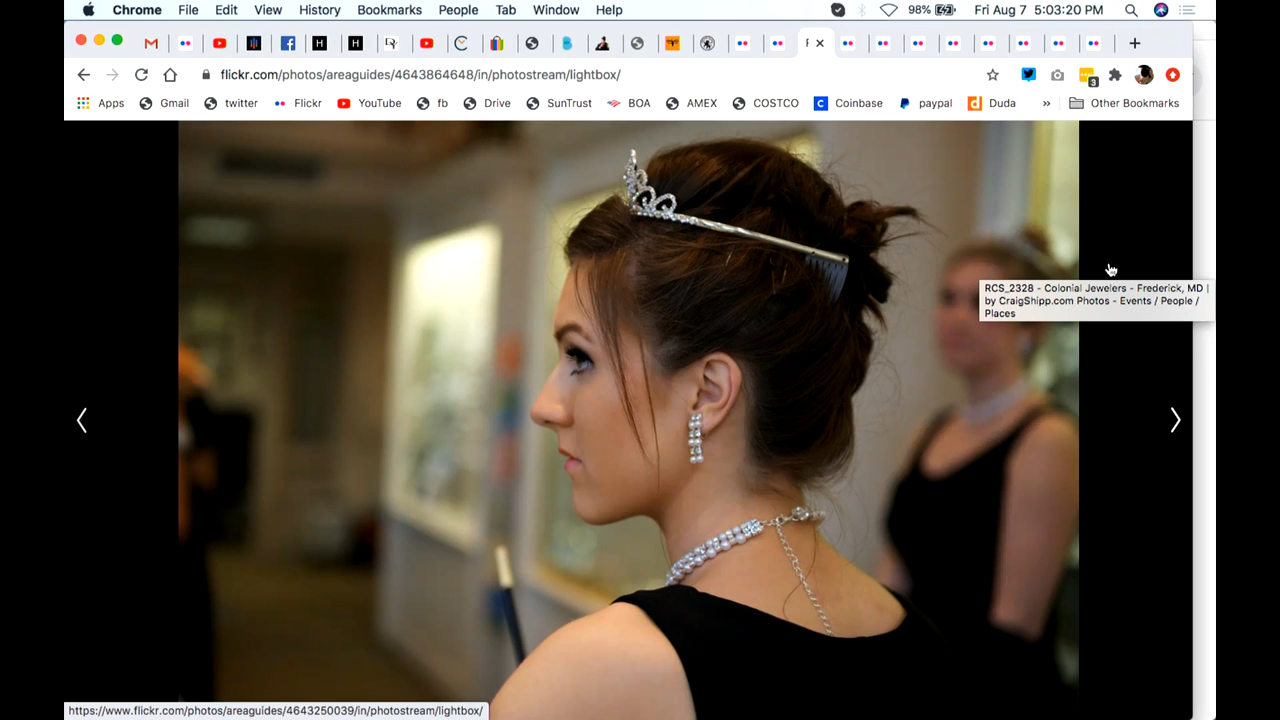 Chrome File Edit View History Bookmarks People Tab Window Help 98% Fri Aug 7 5:03:20 PM
flickr.com/photos/areaguides/4643864648/in/photostream/lightbox/ 3
Apps Gmail twitter Flickr YouTube fb Drive SunTrust BOA AMEX COSTCO Coinbase paypal Duda » Other Bookmarks
RCS_2328 - Colonial Jewelers - Frederick, MD |
by CraigShipp.com Photos - Events / People /
Places
https://www.flickr.com/photos/areaguides/4643250039/in/photostream/lightbox/